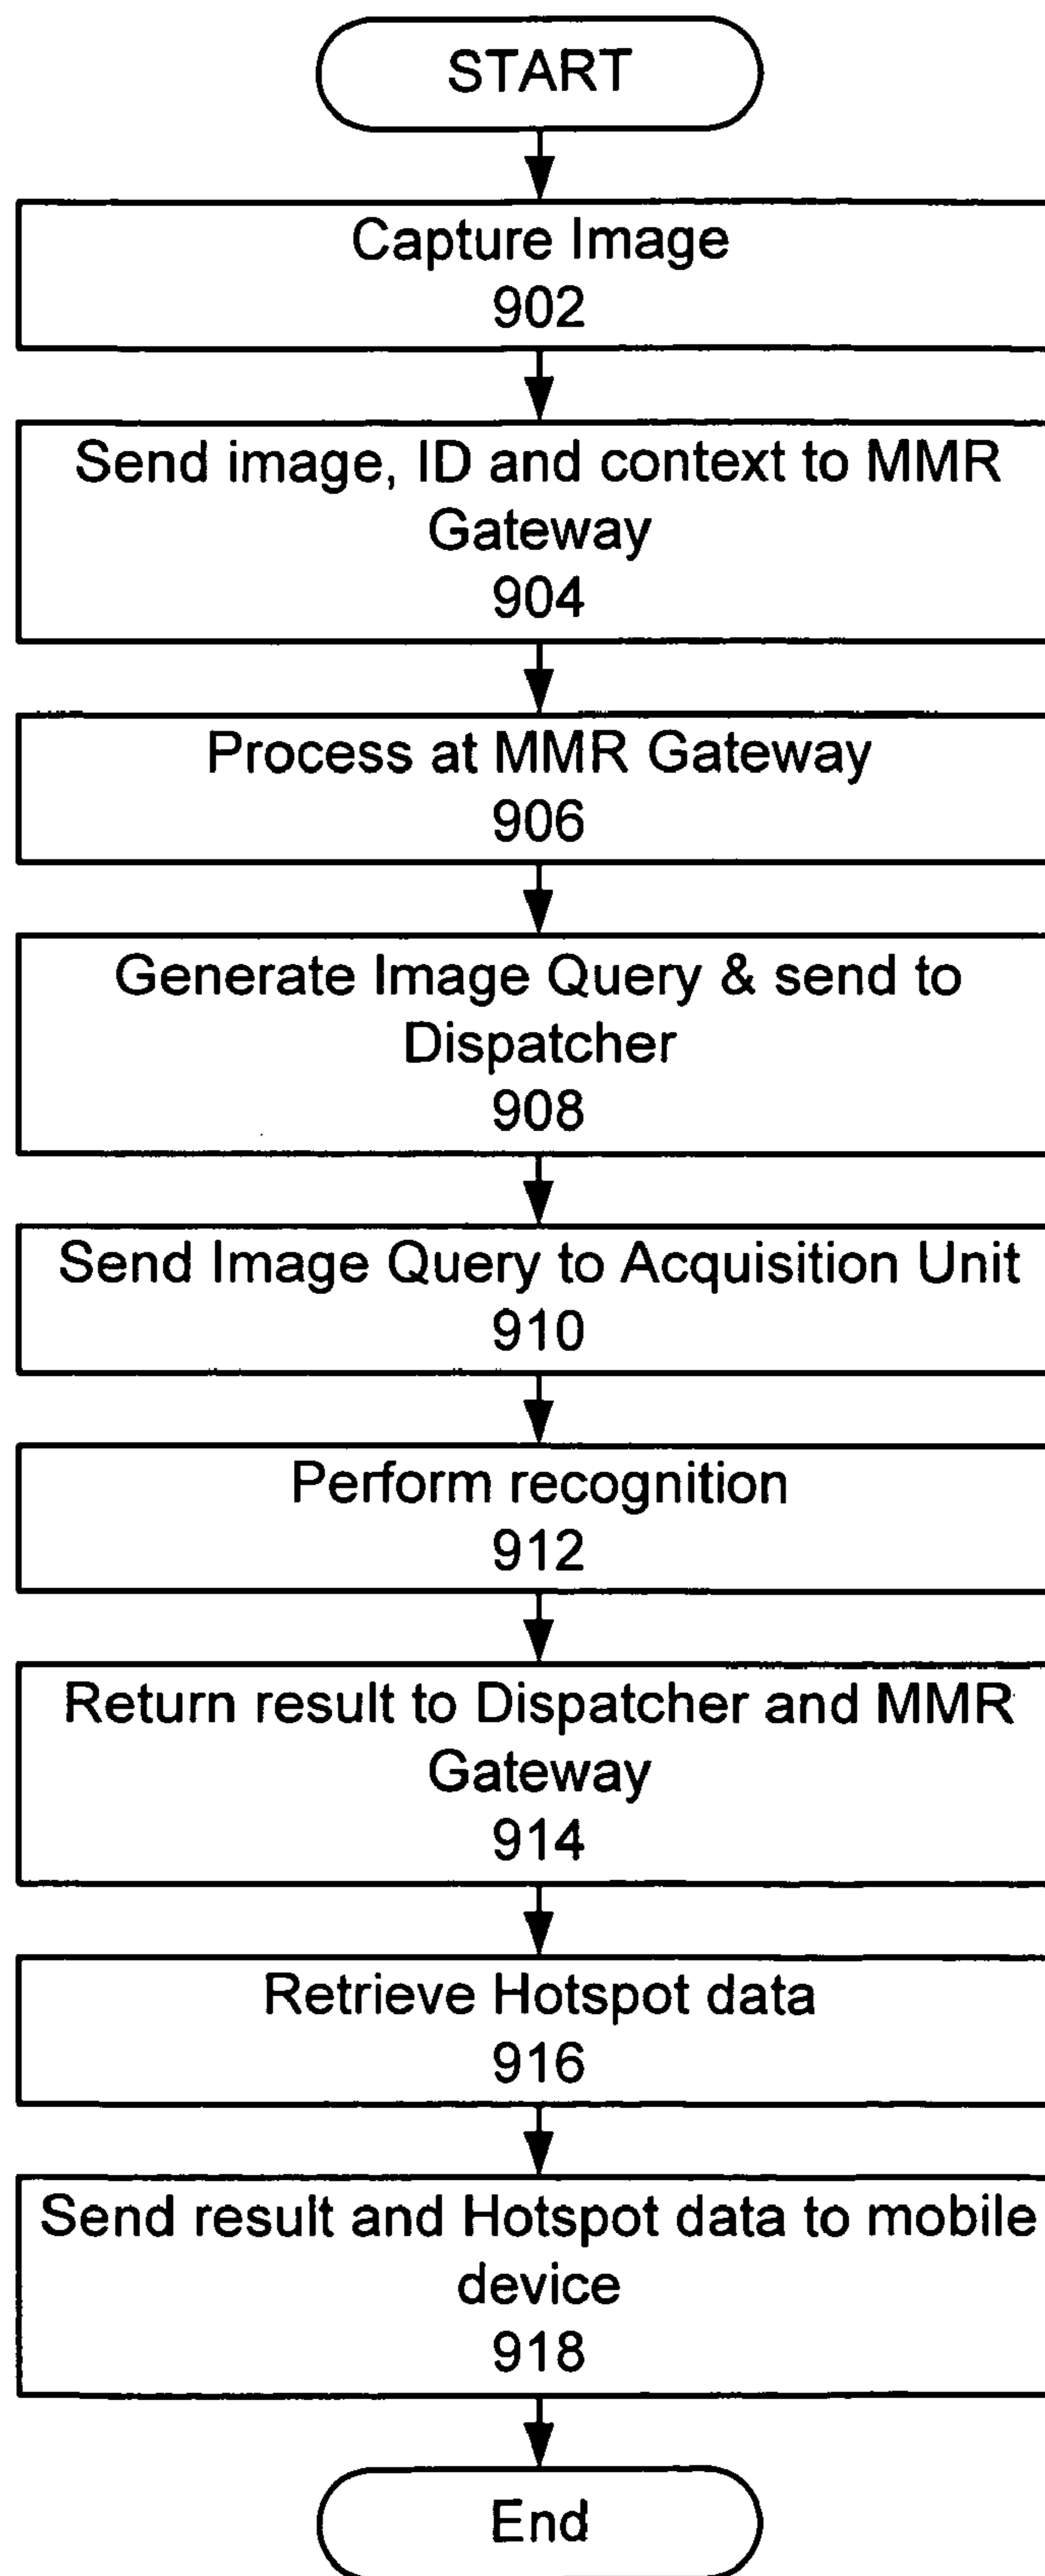 START
Capture Image
902
Send image, ID and context to MMR
Gateway
904
Process at MMR Gateway
906
Generate Image Query & send to
Dispatcher
908
Send Image Query to Acquisition Unit
910
Perform recognition
912
Return result to Dispatcher and MMR
Gateway
914
Retrieve Hotspot data
916
Send result and Hotspot data to mobile
device
918
End